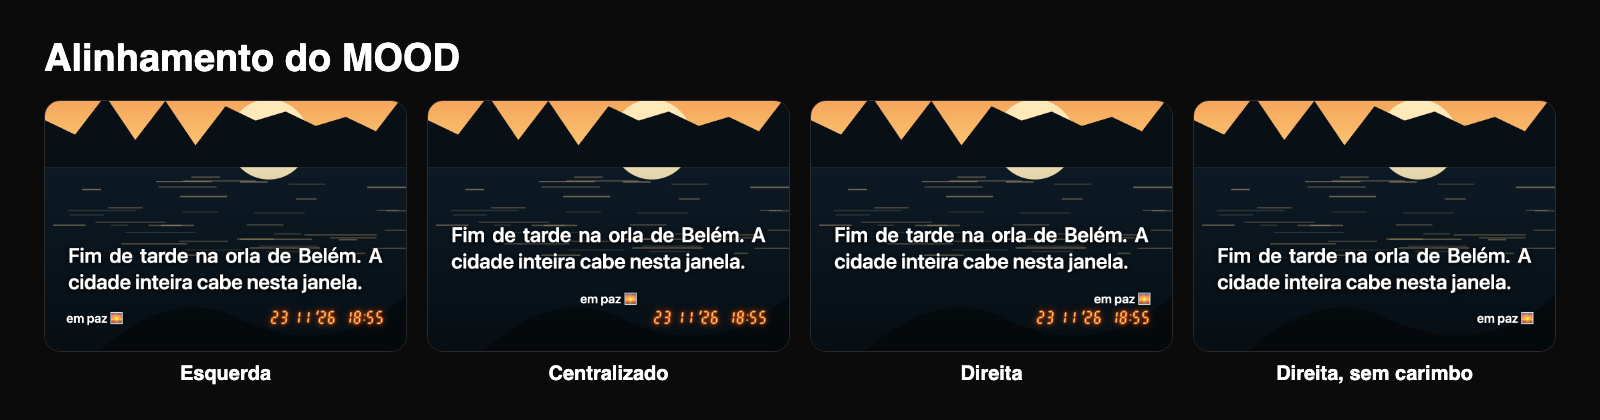 Alinhamento do MOOD
Fim de tarde na orla de Belém. A
cidade inteira cabe nesta janela.
em paz 🌅
23 11 '26 18:55
Esquerda
Fim de tarde na orla de Belém. A
cidade inteira cabe nesta janela.
em paz 🌅
23 11 '26 18:55
Centralizado
Fim de tarde na orla de Belém. A
cidade inteira cabe nesta janela.
em paz 🌅
23 11 '26 18:55
Direita
Fim de tarde na orla de Belém. A
cidade inteira cabe nesta janela.
em paz 🌅
Direita, sem carimbo